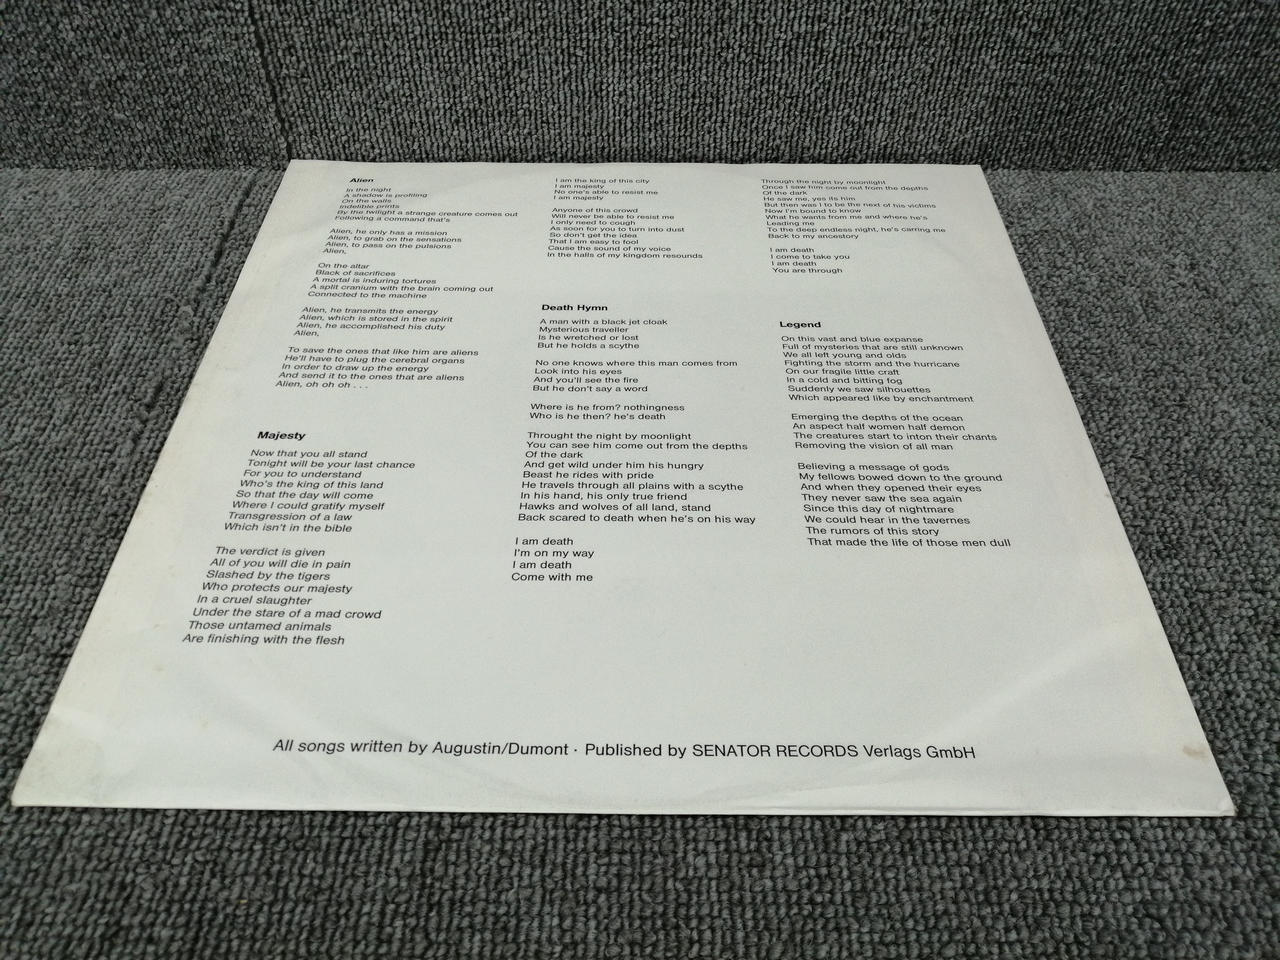 Alien
In the night
A shadow is profiling
On the walls
Indelible prints
By the twilight a strange creature comes out
Following a command that's
Alien, he only has a mission
Alien, to grab on the sensations
Alien, to pass on the pulsions
Alien,
On the altar
Black of sacrifices
A mortal is induring tortures
A split cranium with the brain coming out
Connected to the machine
Alien, he transmits the energy
Alien, which is stored in the spirit
Alien, he accomplished his duty
Alien,
To save the ones that like him are aliens
He'll have to plug the cerebral organs
In order to draw up the energy
And send it to the ones that are aliens
Alien, oh oh oh . . .
Majesty
Now that you all stand
Tonight will be your last chance
For you to understand
Who's the king of this land
So that the day will come
Where I could gratify myself
Transgression of a law
Which isn't in the bible
The verdict is given
All of you will die in pain
Slashed by the tigers
Who protects our majesty
In a cruel slaughter
Under the stare of a mad crowd
Those untamed animals
Are finishing with the flesh
I am the king of this city
I am majesty
No one's able to resist me
I am majesty
Anyone of this crowd
Will never be able to resist me
I only need to cough
As soon for you to turn into dust
So don't get the idea
That I am easy to fool
Cause the sound of my voice
In the halls of my kingdom resounds
Death Hymn
A man with a black jet cloak
Mysterious traveller
Is he wretched or lost
But he holds a scythe
No one knows where this man comes from
Look into his eyes
And you'll see the fire
But he don't say a word
Where is he from? nothingness
Who is he then? he's death
Throught the night by moonlight
You can see him come out from the depths
Of the dark
And get wild under him his hungry
Beast he rides with pride
He travels through all plains with a scythe
In his hand, his only true friend
Hawks and wolves of all land, stand
Back scared to death when he's on his way
I am death
I'm on my way
I am death
Come with me
Through the night by moonlight
Once I saw him come out from the depths
Of the dark
He saw me, yes its him
But then was I to be the next of his victims
Now I'm bound to know
What he wants from me and where he's
Leading me
To the deep endless night, he's carring me
Back to my ancestory
I am death
I come to take you
I am death
You are through
Legend
On this vast and blue expanse
Full of mysteries that are still unknown
We all left young and olds
Fighting the storm and the hurricane
On our fragile little craft
In a cold and bitting fog
Suddenly we saw silhouettes
Which appeared like by enchantment
Emerging the depths of the ocean
An aspect half women half demon
The creatures start to inton their chants
Removing the vision of all man
Believing a message of gods
My fellows bowed down to the ground
And when they opened their eyes
They never saw the sea again
Since this day of nightmare
We could hear in the tavernes
The rumors of this story
That made the life of those men dull
All songs written by Augustin/Dumont · Published by SENATOR RECORDS Verlags GmbH